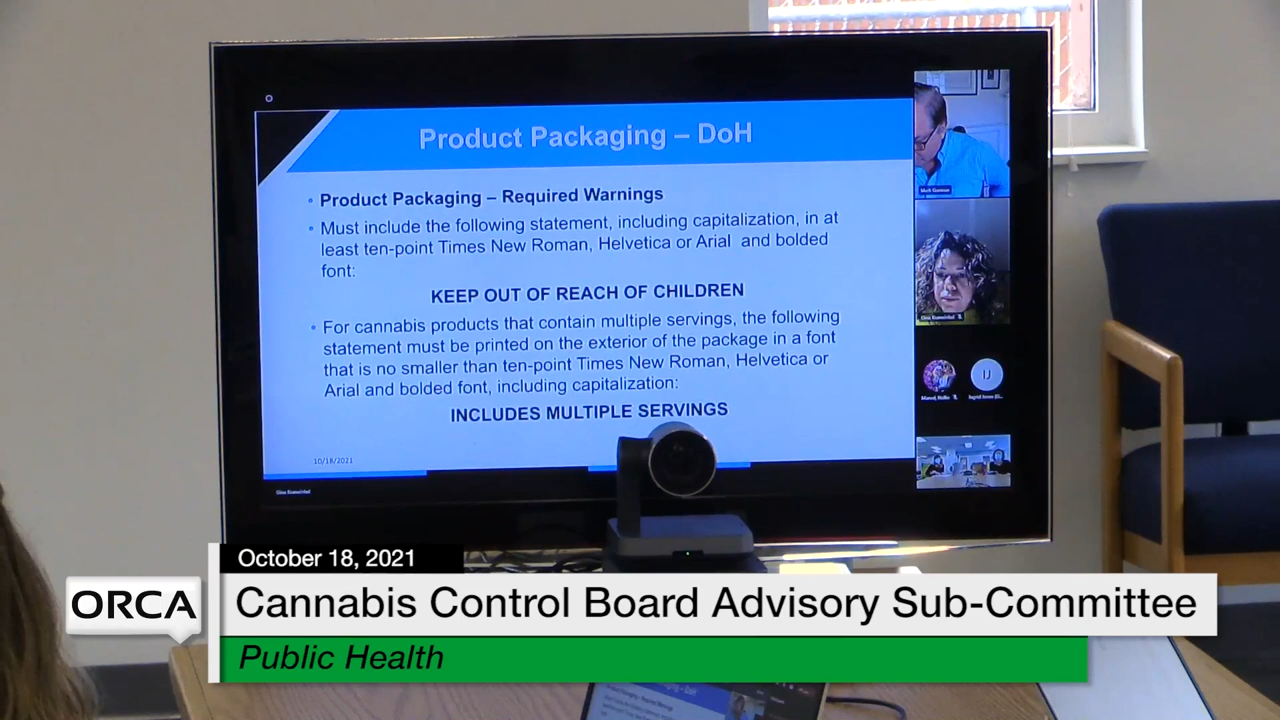 Product Packaging – DoH
• Product Packaging – Required Warnings
• Must include the following statement, including capitalization, in at
least ten-point Times New Roman, Helvetica or Arial and bolded
font:
KEEP OUT OF REACH OF CHILDREN
• For cannabis products that contain multiple servings, the following
statement must be printed on the exterior of the package in a font
that is no smaller than ten-point Times New Roman, Helvetica or
Arial and bolded font, including capitalization:
INCLUDES MULTIPLE SERVINGS
10/18/2021
IJ
October 18, 2021
ORCA
Cannabis Control Board Advisory Sub-Committee
Public Health